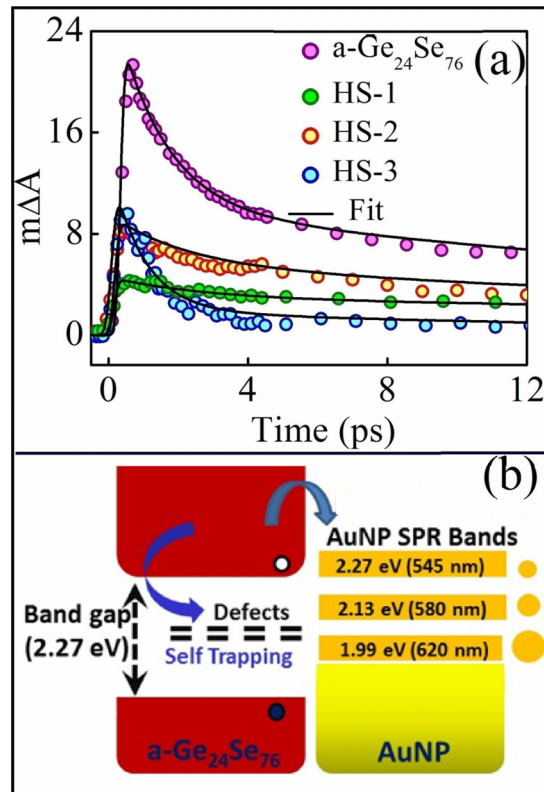 (a)
24
16
8
0
mΔA
a-Ge₂₄Se₇₆
HS-1
HS-2
HS-3
Fit
0 4 8 12
Time (ps)
(b)
AuNP SPR Bands
2.27 eV (545 nm)
2.13 eV (580 nm)
1.99 eV (620 nm)
Band gap
(2.27 eV)
Defects
Self Trapping
a-Ge₂₄Se₇₆
AuNP